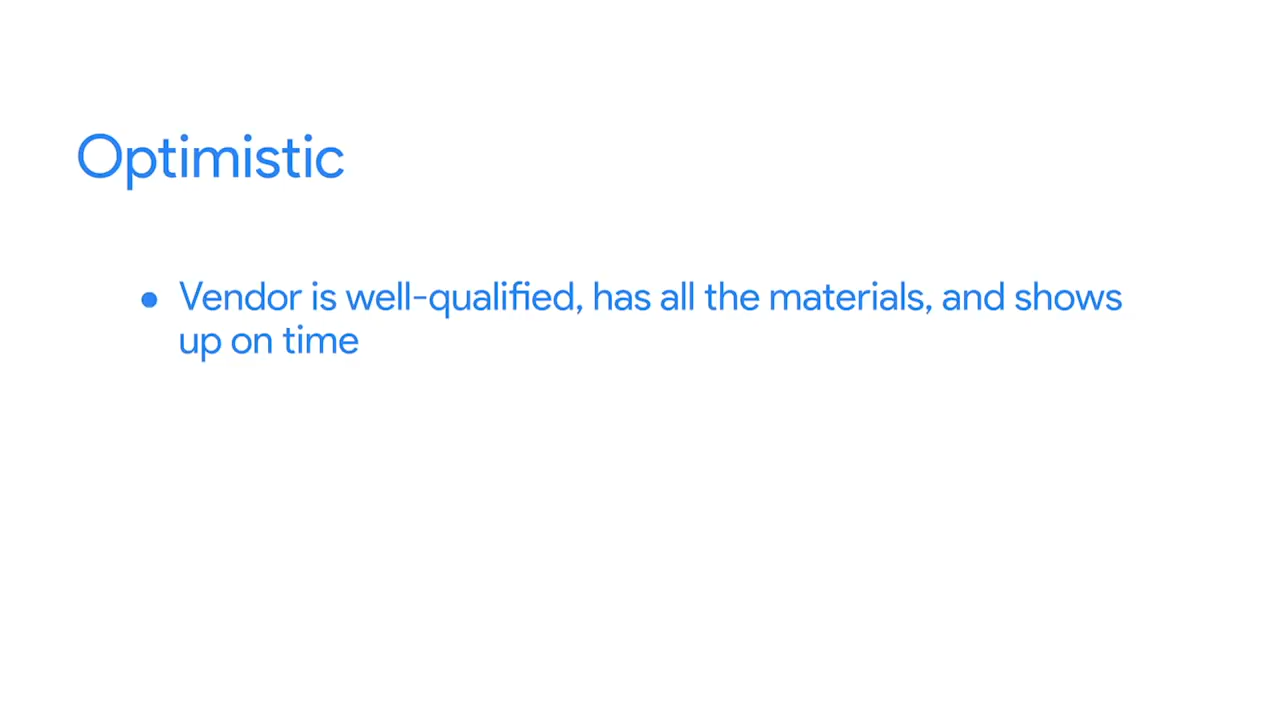 Optimistic
● Vendor is well-qualified, has all the materials, and shows
up on time